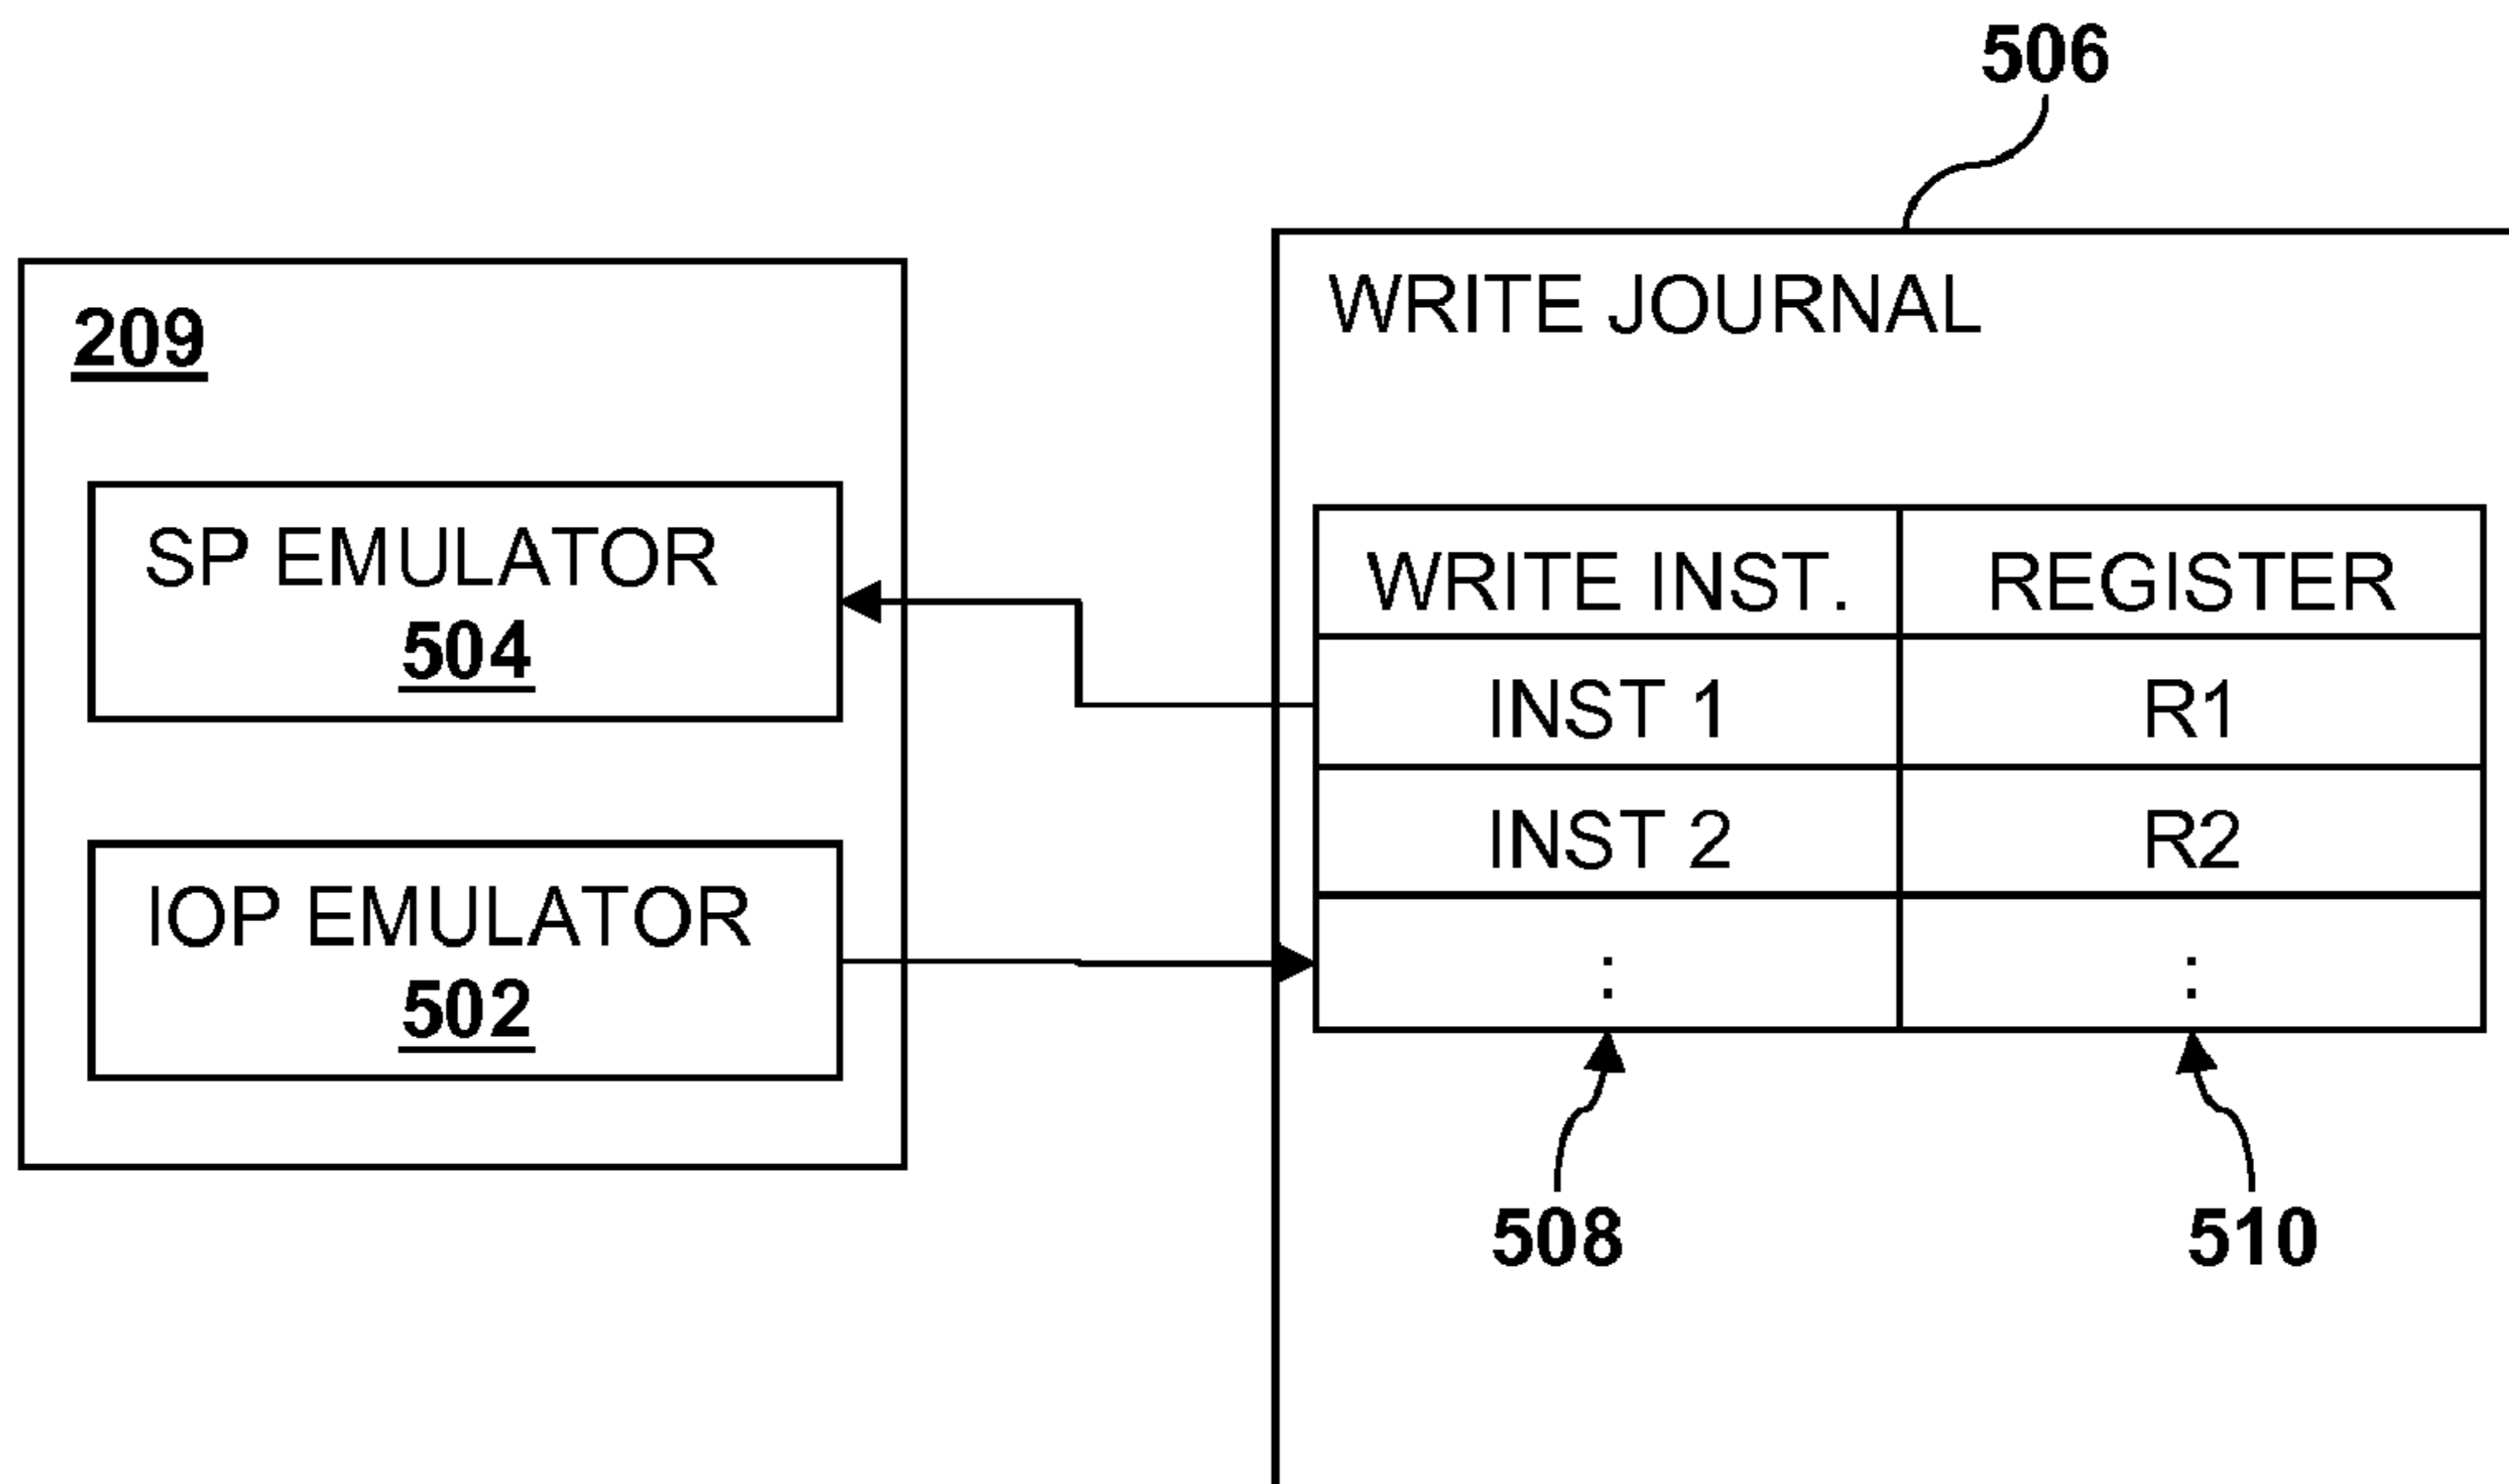 506
209
WRITE JOURNAL
SP EMULATOR
504
WRITE INST. REGISTER
INST 1 R1
INST 2 R2
IOP EMULATOR
502
: :
508 510